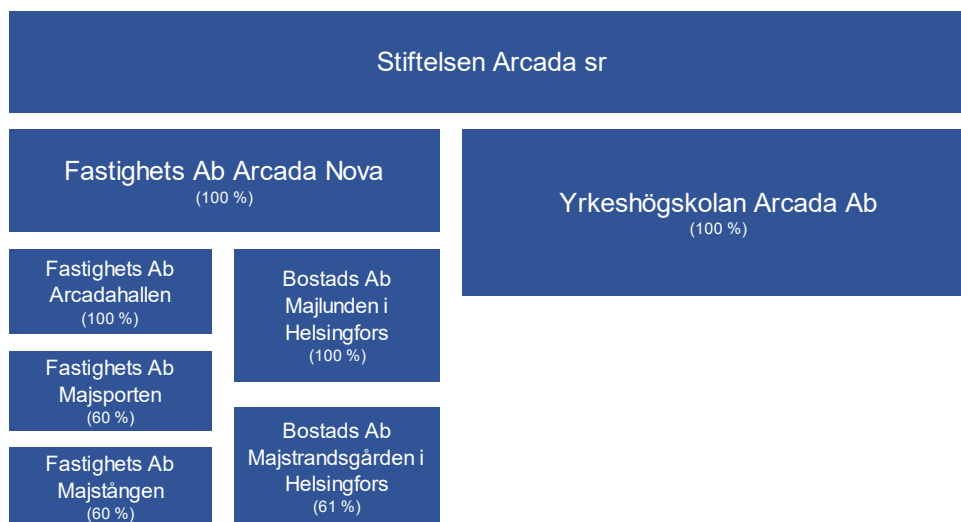 Stiftelsen Arcada sr
Fastighets Ab Arcada Nova
(100 %)
Yrkeshögskolan Arcada Ab
(100 %)
Fastighets Ab
Arcadahallen
(100 %)
Fastighets Ab
Majsporten
(60 %)
Fastighets Ab
Majstången
(60 %)
Bostads Ab
Majlunden i
Helsingfors
(100 %)
Bostads Ab
Majstrandsgården i
Helsingfors
(61 %)